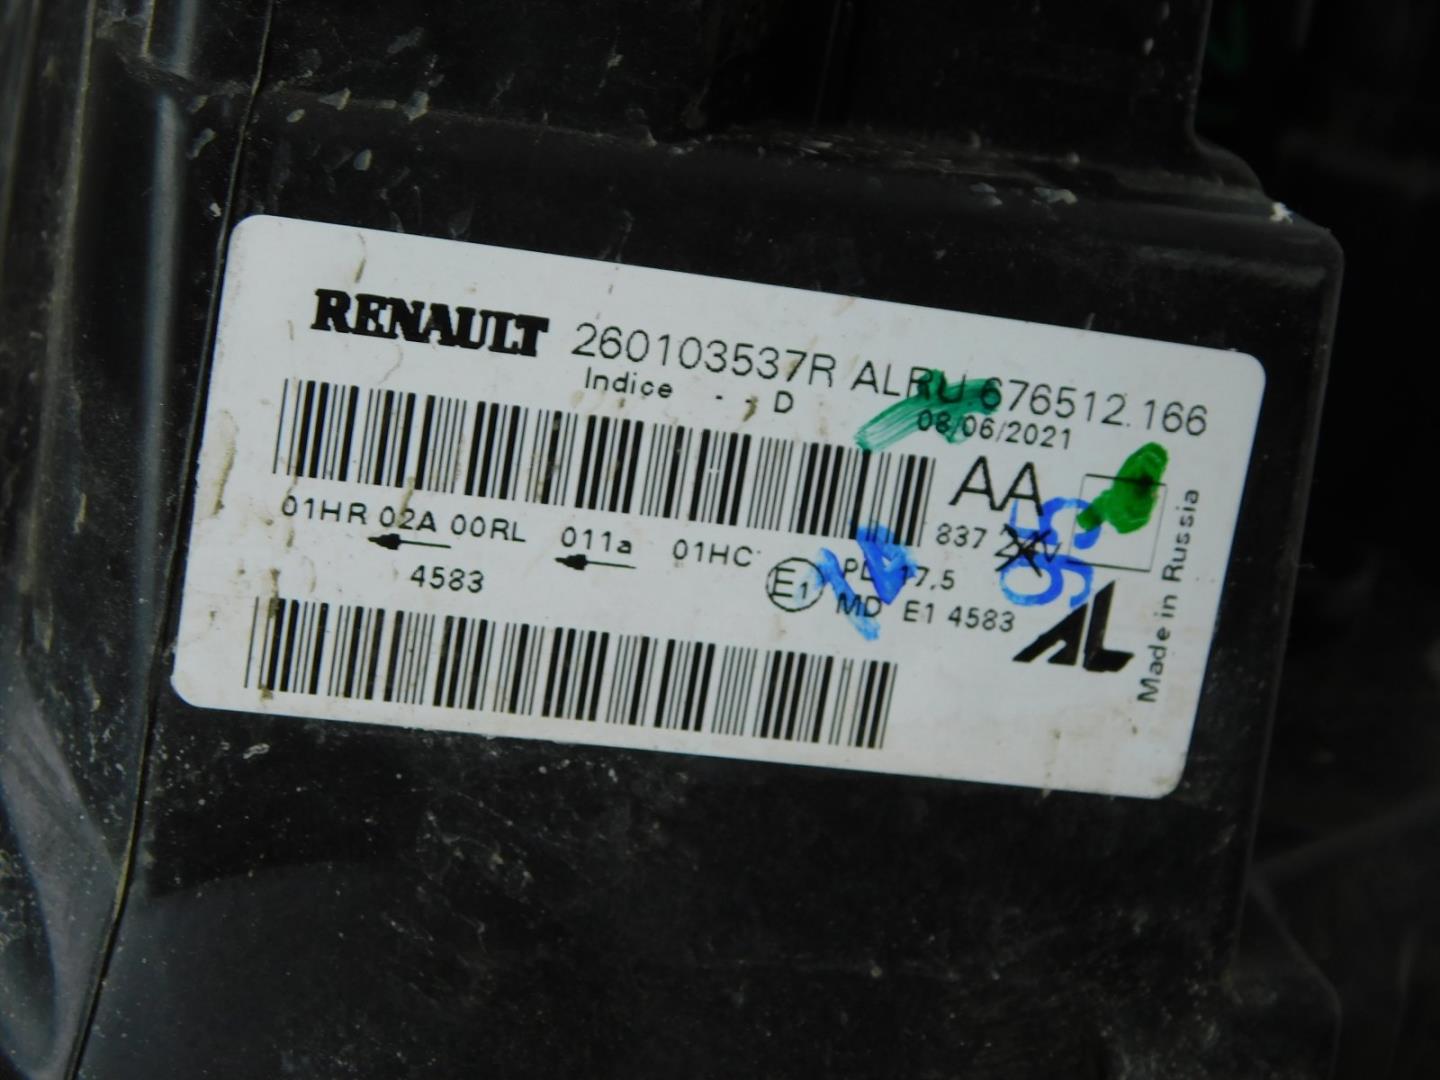 RENAULT 260103537R ALRU 676512.166
Indice - - D 08/06/2021
AA
01HR 02A 00RL 011a 01HC 837 24V
4583 E1 PL 17,5
MD E1 4583
AL
Made in Russia